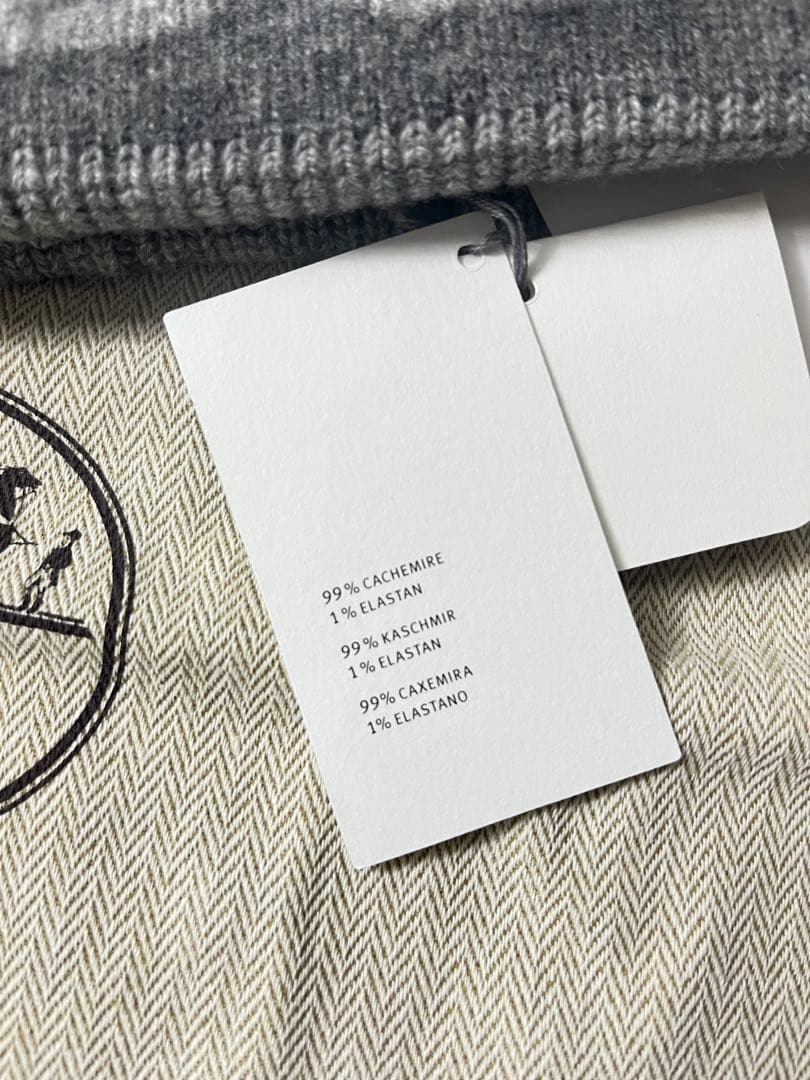 99% CACHEMIRE
1% ELASTAN
99% KASCHMIR
1% ELASTAN
99% CAXEMIRA
1% ELASTANO